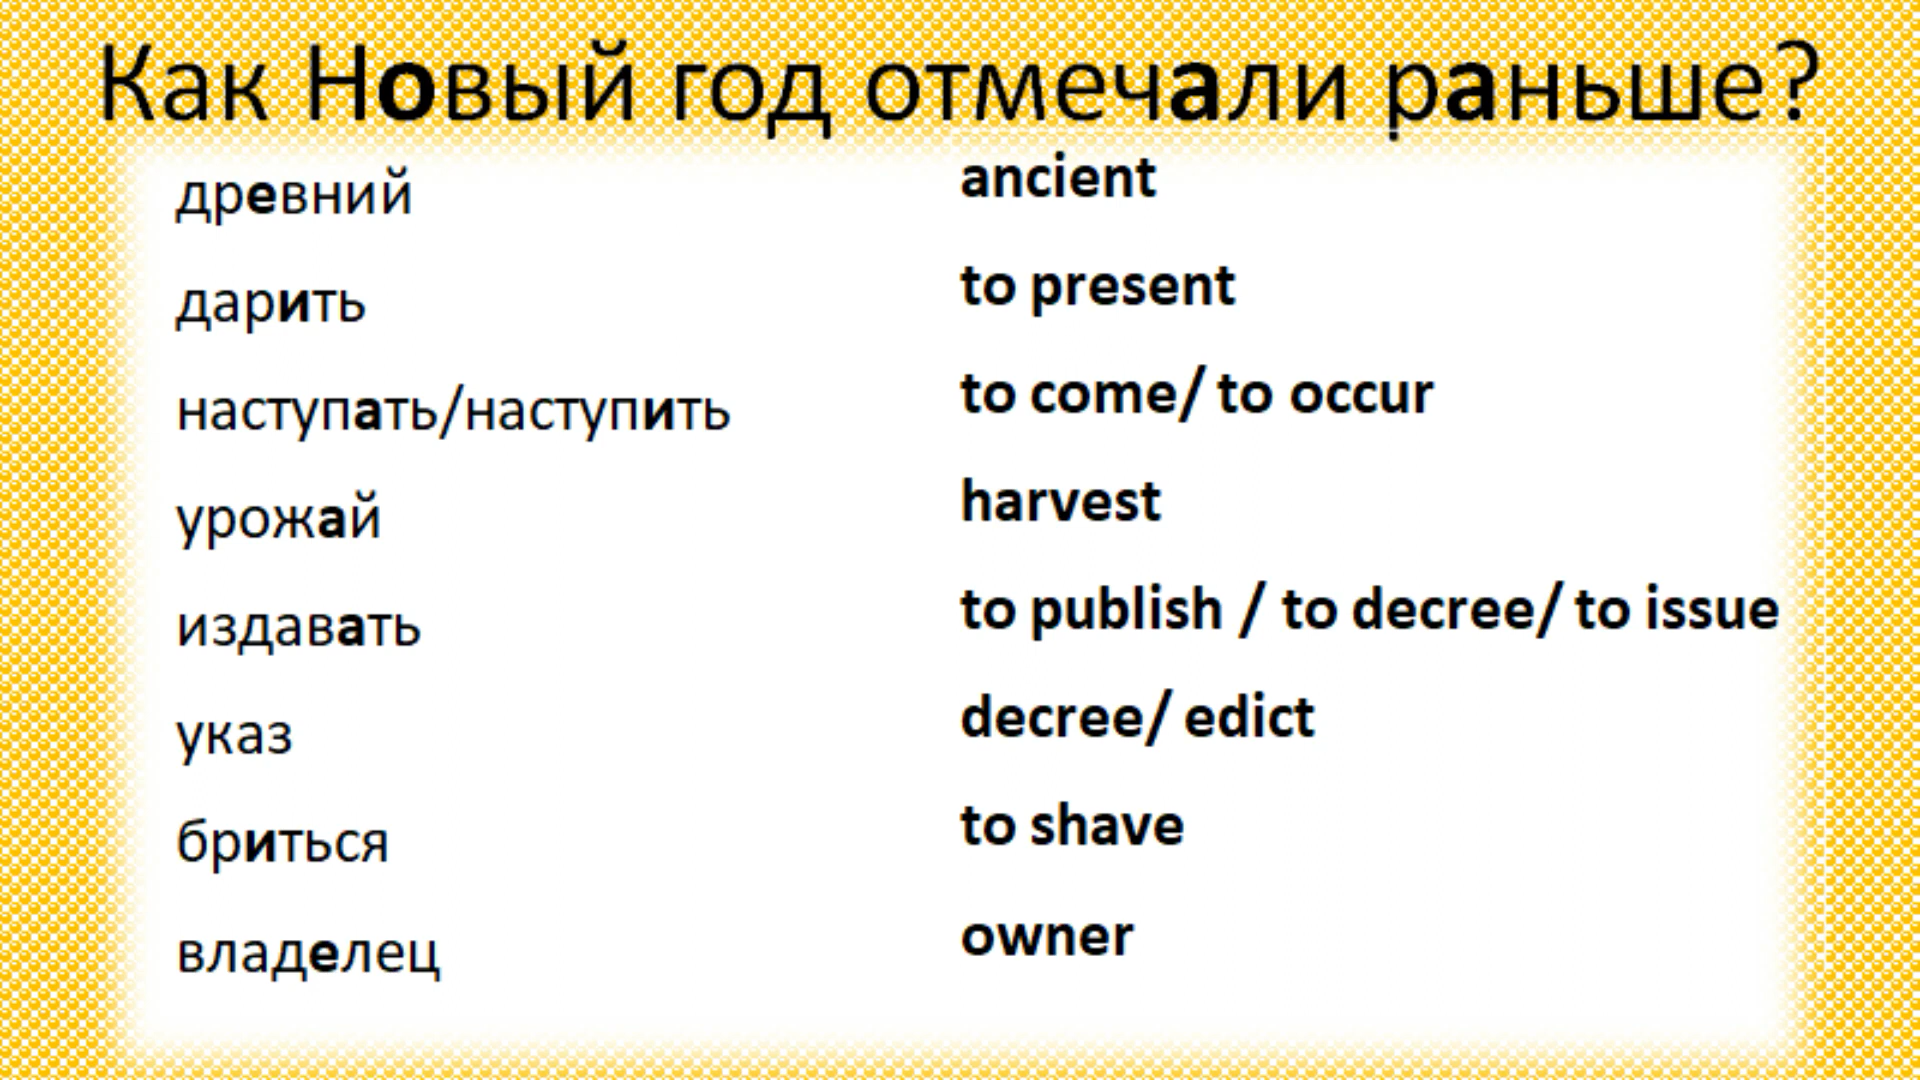 Как Новый год отмечали раньше?
древний ancient
дарить to present
наступать/наступить to come/ to occur
урожай harvest
издавать to publish / to decree/ to issue
указ decree/ edict
бриться to shave
владелец owner